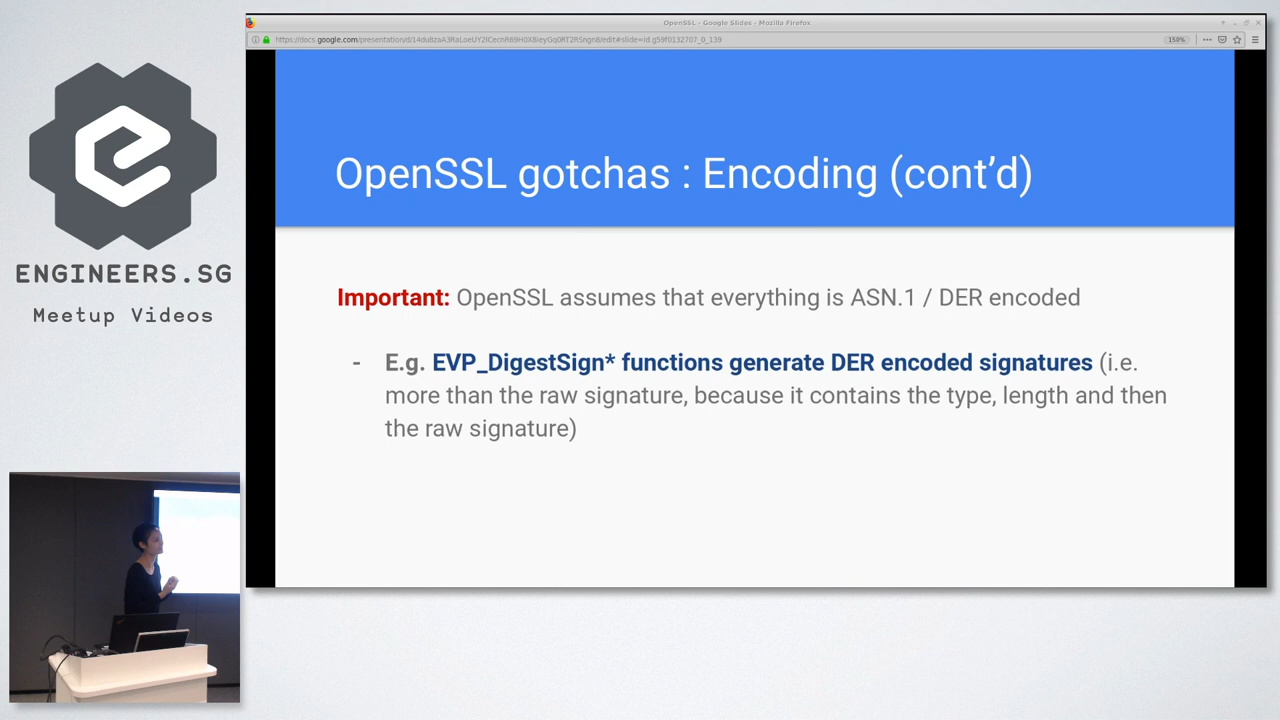 OpenSSL - Google Slides - Mozilla Firefox
150%
ENGINEERS.SG
Meetup Videos
OpenSSL gotchas : Encoding (cont’d)
Important: OpenSSL assumes that everything is ASN.1 / DER encoded
- E.g. EVP_DigestSign* functions generate DER encoded signatures (i.e.
more than the raw signature, because it contains the type, length and then
the raw signature)